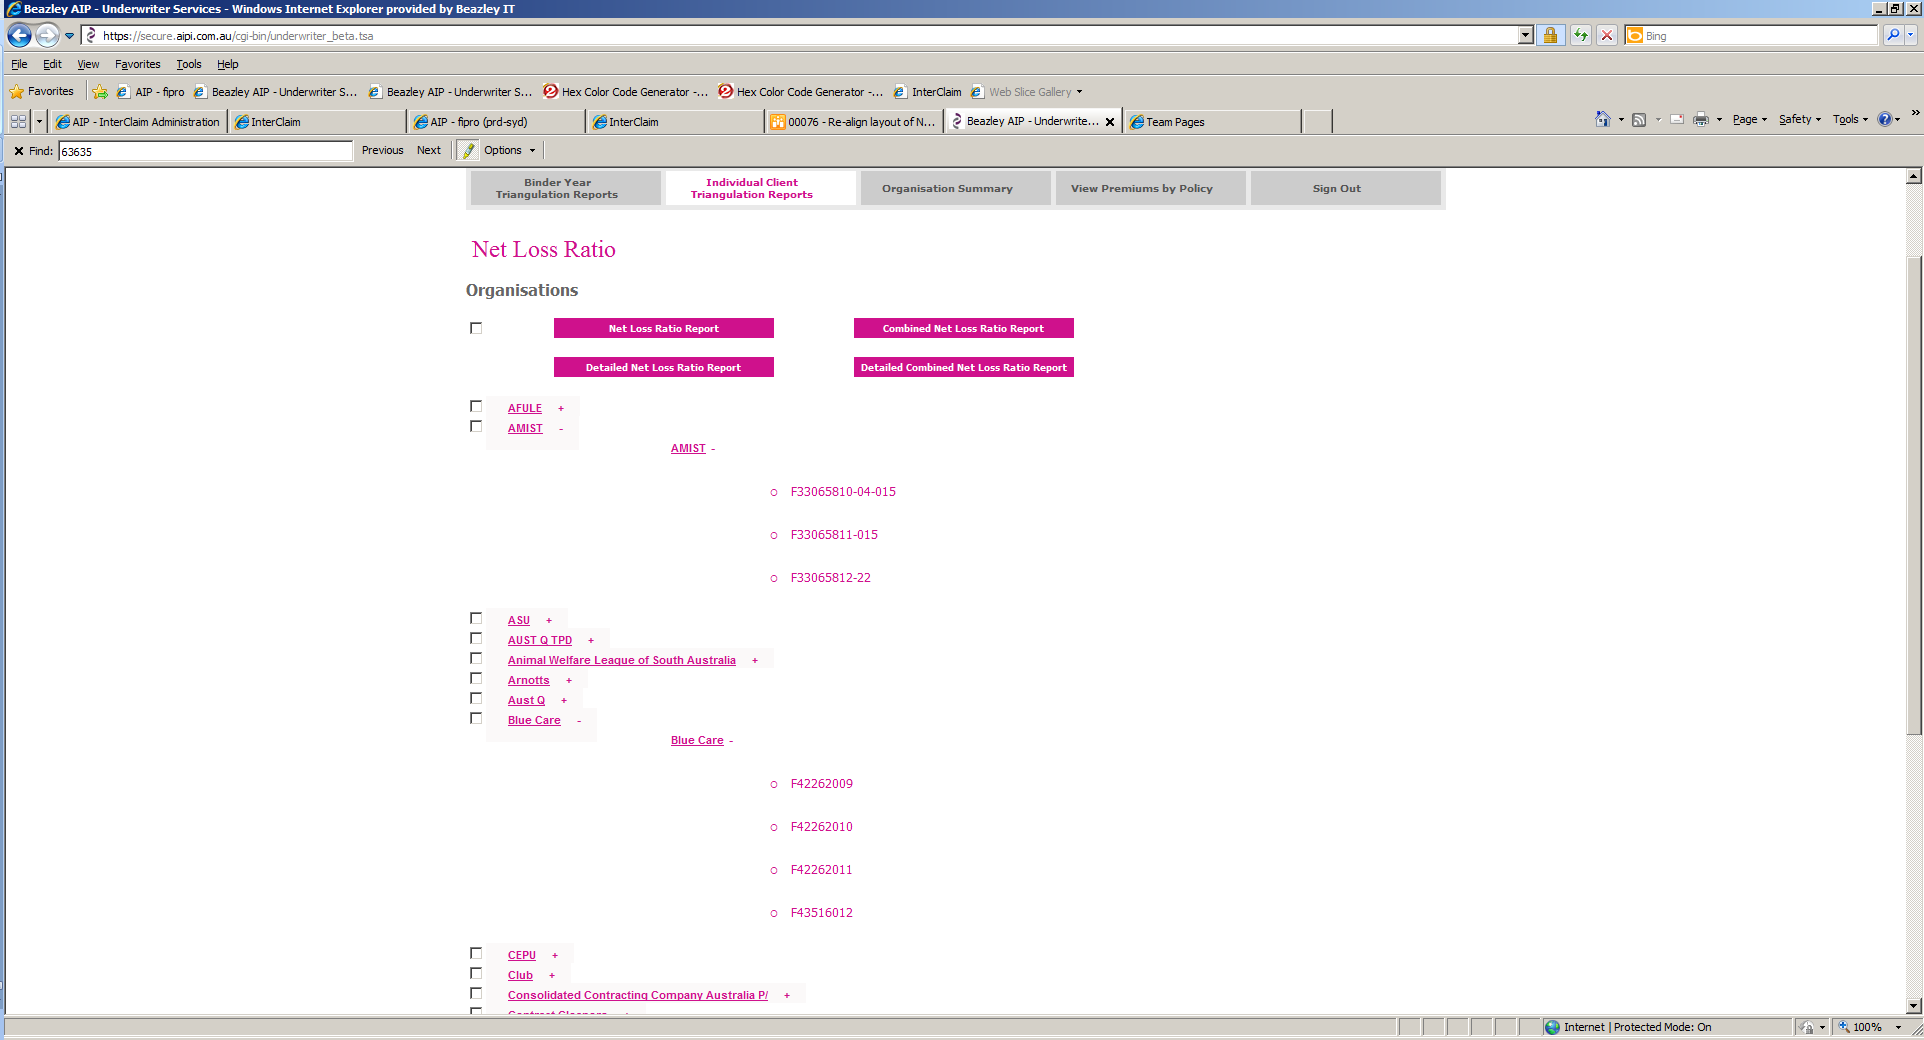 Beazley AIP - Underwriter Services - Windows Internet Explorer provided by Beazley IT
https://secure.aipi.com.au/cgi-bin/underwriter_beta.tsa
Bing
File Edit View Favorites Tools Help
Favorites AIP - fipro Beazley AIP - Underwriter S... Beazley AIP - Underwriter S... Hex Color Code Generator -... Hex Color Code Generator -... InterClaim Web Slice Gallery
AIP - InterClaim Administration InterClaim AIP - fipro (prd-syd) InterClaim 00076 - Re-align layout of N... Beazley AIP - Underwrite... Team Pages Page Safety Tools
Find: 63635 Previous Next Options
Binder Year
Triangulation Reports
Individual Client
Triangulation Reports
Organisation Summary
View Premiums by Policy
Sign Out
Net Loss Ratio
Organisations
Net Loss Ratio Report Combined Net Loss Ratio Report
Detailed Net Loss Ratio Report Detailed Combined Net Loss Ratio Report
AFULE +
AMIST -
AMIST -
F33065810-04-015
F33065811-015
F33065812-22
ASU +
AUST Q TPD +
Animal Welfare League of South Australia +
Arnotts +
Aust Q +
Blue Care -
Blue Care -
F42262009
F42262010
F42262011
F43516012
CEPU +
Club +
Consolidated Contracting Company Australia P/ +
Internet | Protected Mode: On 100%